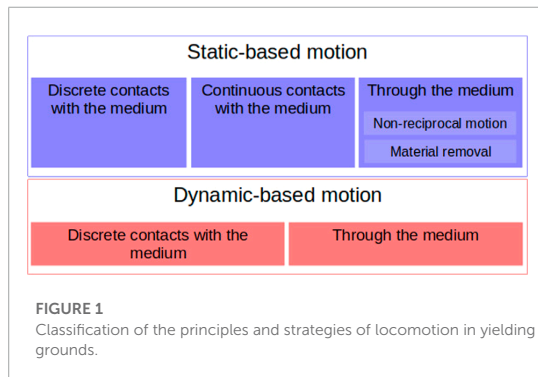 Static-based motion
Discrete contacts
with the medium
Continuous contacts
with the medium
Through the medium
Non-reciprocal motion
Material removal
Dynamic-based motion
Discrete contacts with the
medium
Through the medium
FIGURE 1
Classification of the principles and strategies of locomotion in yielding
grounds.